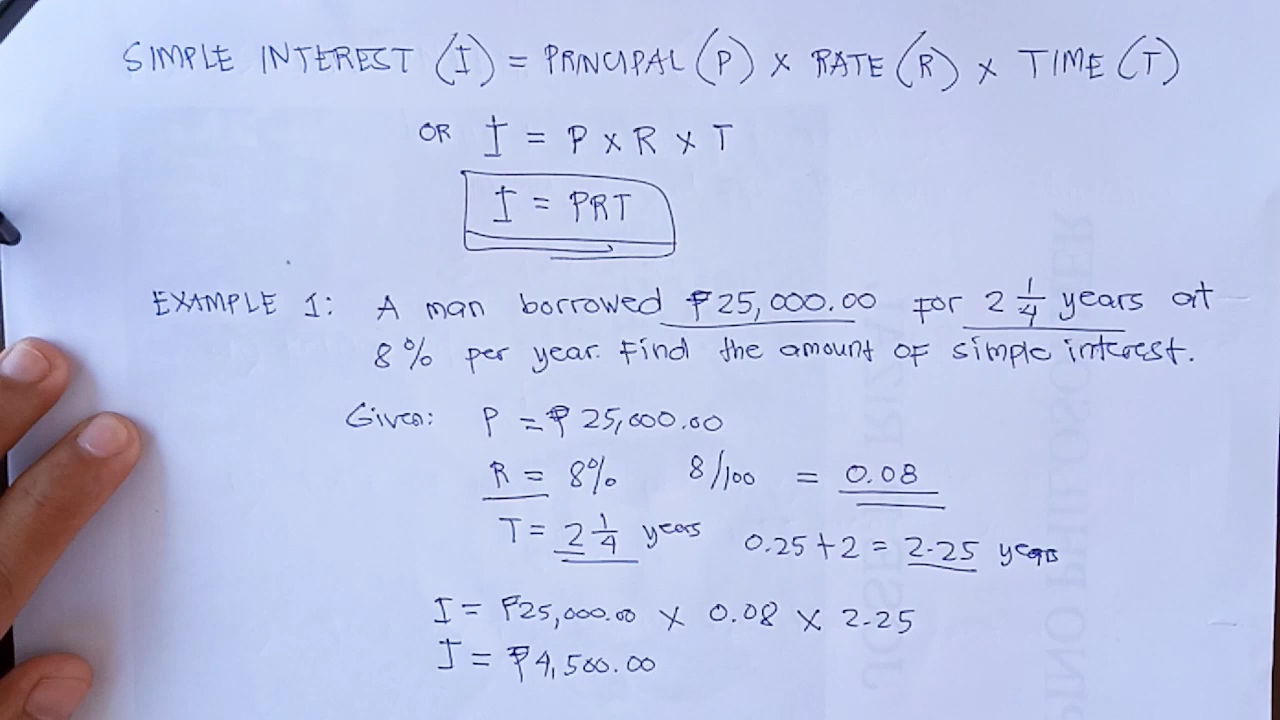 SIMPLE INTEREST (I) = PRINCIPAL (P) x RATE (R) x TIME (T)
OR I = P x R x T
I = PRT
EXAMPLE 1: A man borrowed ₱25,000.00 for 2 1/4 years at
8% per year. Find the amount of simple interest.
Given: P = ₱25,000.00
R = 8% 8/100 = 0.08
T = 2 1/4 years 0.25 + 2 = 2.25 years
I = ₱25,000.00 x 0.08 x 2.25
I = ₱4,500.00
JOSE RIZAL